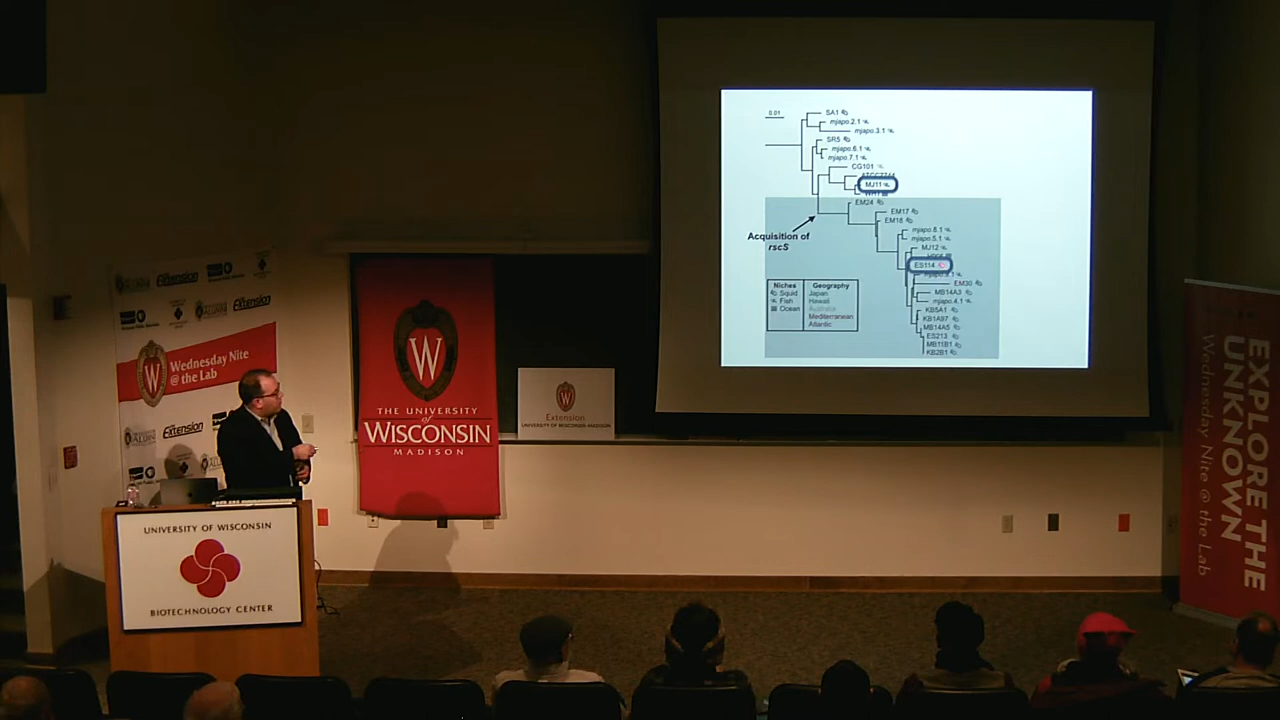 0.01
SA1
mjapo.2.1
mjapo.3.1
SR5
mjapo.6.1
mjapo.7.1
CG101
MJ11
EM24
EM17
EM18
mjapo.8.1
mjapo.5.1
MJ12
ES114
EM30
MB14A3
mjapo.4.1
KB5A1
KB1A97
MB14A5
ES213
MB11B1
KB2B1
Acquisition of
rscS
Niches
Squid
Fish
Ocean
Geography
Japan
Hawaii
Australia
Mediterranean
Atlantic
Extension
Extension
Wednesday Nite
@ the Lab
Extension
W
THE UNIVERSITY
of
WISCONSIN
MADISON
W
Extension
UNIVERSITY OF WISCONSIN-MADISON
UNIVERSITY OF WISCONSIN
BIOTECHNOLOGY CENTER
EXPLORE THE
UNKNOWN
Wednesday Nite @ the Lab